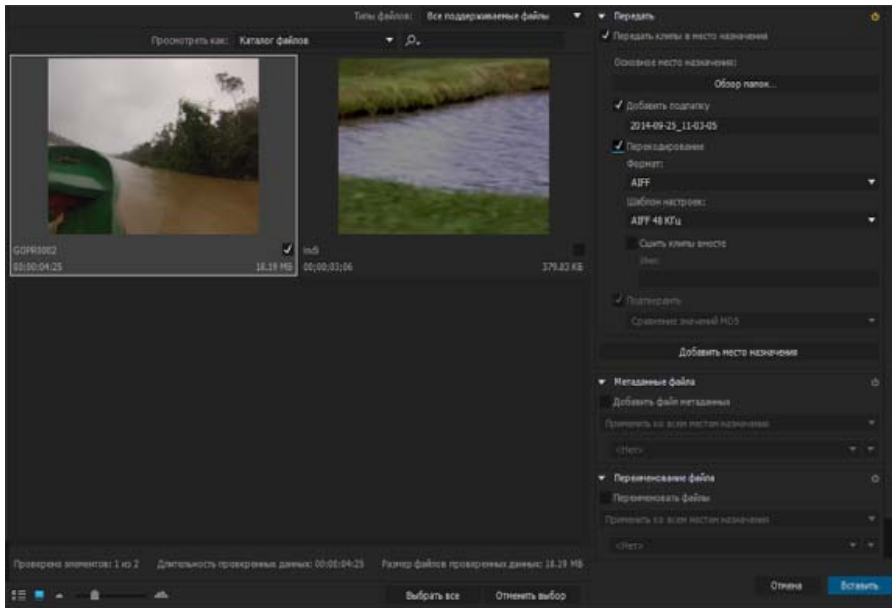 Типы файлов: Все поддерживаемые файлы
Просмотреть как: Каталог файлов
GOPR0002
00:00:04:25 18.19 МБ
ind5
00;00;03;06 379.83 КБ
Проверено элементов: 1 из 2 Длительность проверенных данных: 00:00:04:25 Размер файлов проверенных данных: 18.19 МБ
Выбрать все Отменить выбор
Передать
Передать клипы в место назначения
Основное место назначения:
Обзор папок...
Добавить подпапку
2014-09-25_11-03-05
Перекодирование
Формат:
AIFF
Шаблон настроек:
AIFF 48 КГц
Сшить клипы вместе
Имя:
Подтвердить
Сравнение значений MD5
Добавить место назначения
Метаданные файла
Добавить файл метаданных
Применить ко всем местам назначения
<Нет>
Переименование файла
Переименовать файлы
Применить ко всем местам назначения
<Нет>
Отмена Вставить